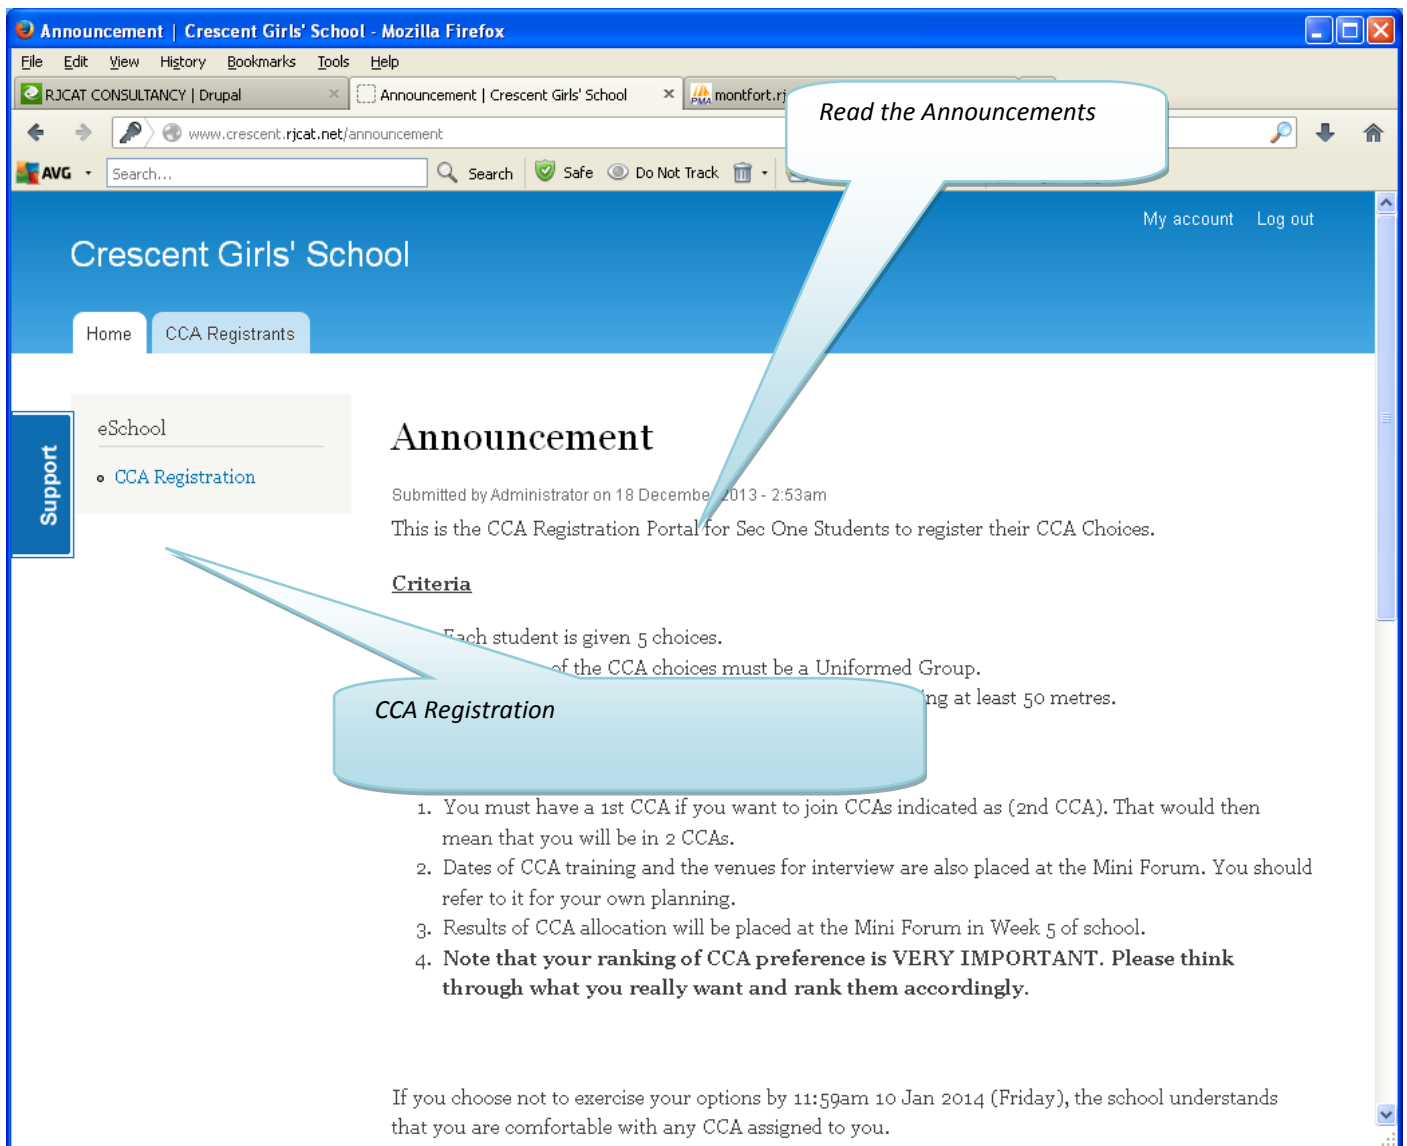 Announcement | Crescent Girls' School - Mozilla Firefox
File Edit View History Bookmarks Tools Help
RJCAT CONSULTANCY | Drupal
Announcement | Crescent Girls' School
PMA montfort.rj
Read the Announcements
www.crescent.rjcat.net/announcement
AVG Search... Search Safe Do Not Track
My account Log out
Crescent Girls' School
Home CCA Registrants
Support
eSchool
CCA Registration
Announcement
Submitted by Administrator on 18 December 2013 - 2:53am
This is the CCA Registration Portal for Sec One Students to register their CCA Choices.
Criteria
Each student is given 5 choices.
of the CCA choices must be a Uniformed Group.
at least 50 metres.
CCA Registration
1. You must have a 1st CCA if you want to join CCAs indicated as (2nd CCA). That would then
mean that you will be in 2 CCAs.
2. Dates of CCA training and the venues for interview are also placed at the Mini Forum. You should
refer to it for your own planning.
3. Results of CCA allocation will be placed at the Mini Forum in Week 5 of school.
4. Note that your ranking of CCA preference is VERY IMPORTANT. Please think
through what you really want and rank them accordingly.
If you choose not to exercise your options by 11:59am 10 Jan 2014 (Friday), the school understands
that you are comfortable with any CCA assigned to you.